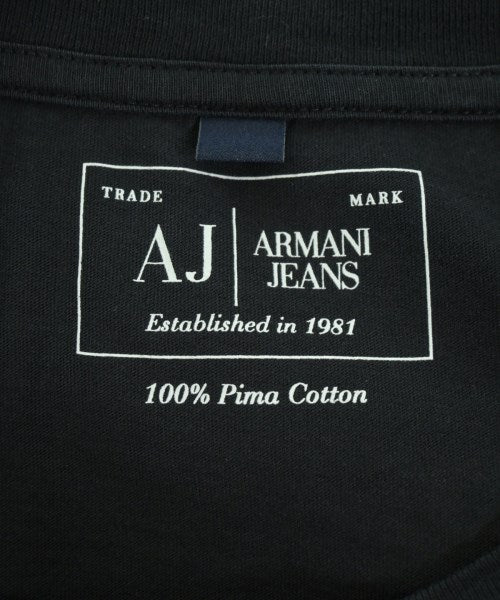 TRADE MARK
AJ ARMANI
JEANS
Established in 1981
100% Pima Cotton